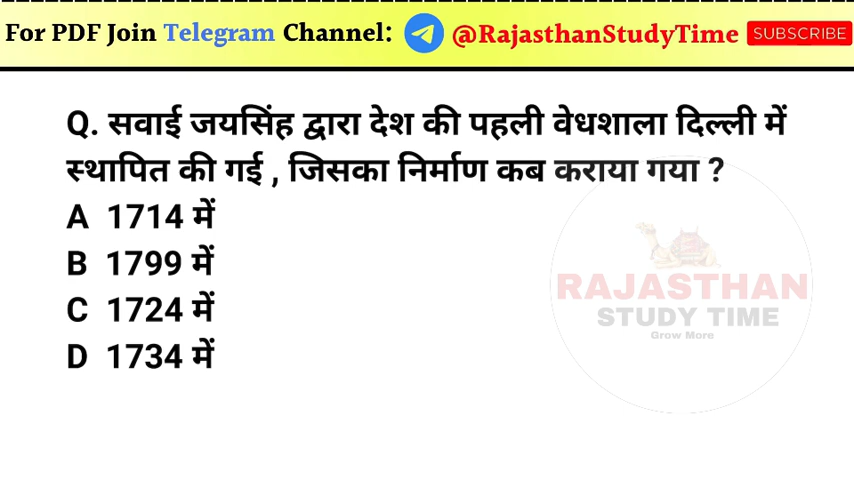 For PDF Join Telegram Channel: @RajasthanStudyTime SUBSCRIBE
Q. सवाई जयसिंह द्वारा देश की पहली वेधशाला दिल्ली में
स्थापित की गई , जिसका निर्माण कब कराया गया ?
A 1714 में
B 1799 में
C 1724 में
D 1734 में
RAJASTHAN
STUDY TIME
Grow More